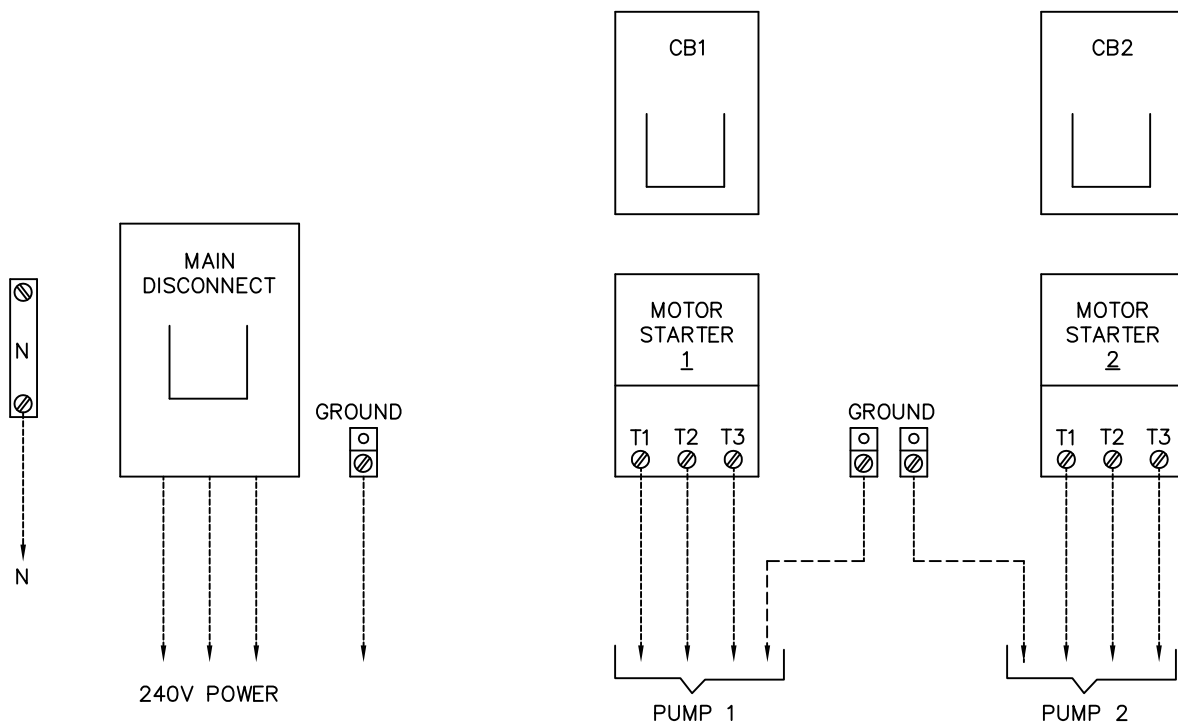 CB1
CB2
MAIN
DISCONNECT
N
N
GROUND
240V POWER
MOTOR
STARTER
1
T1 T2 T3
GROUND
MOTOR
STARTER
2
T1 T2 T3
PUMP 1
PUMP 2